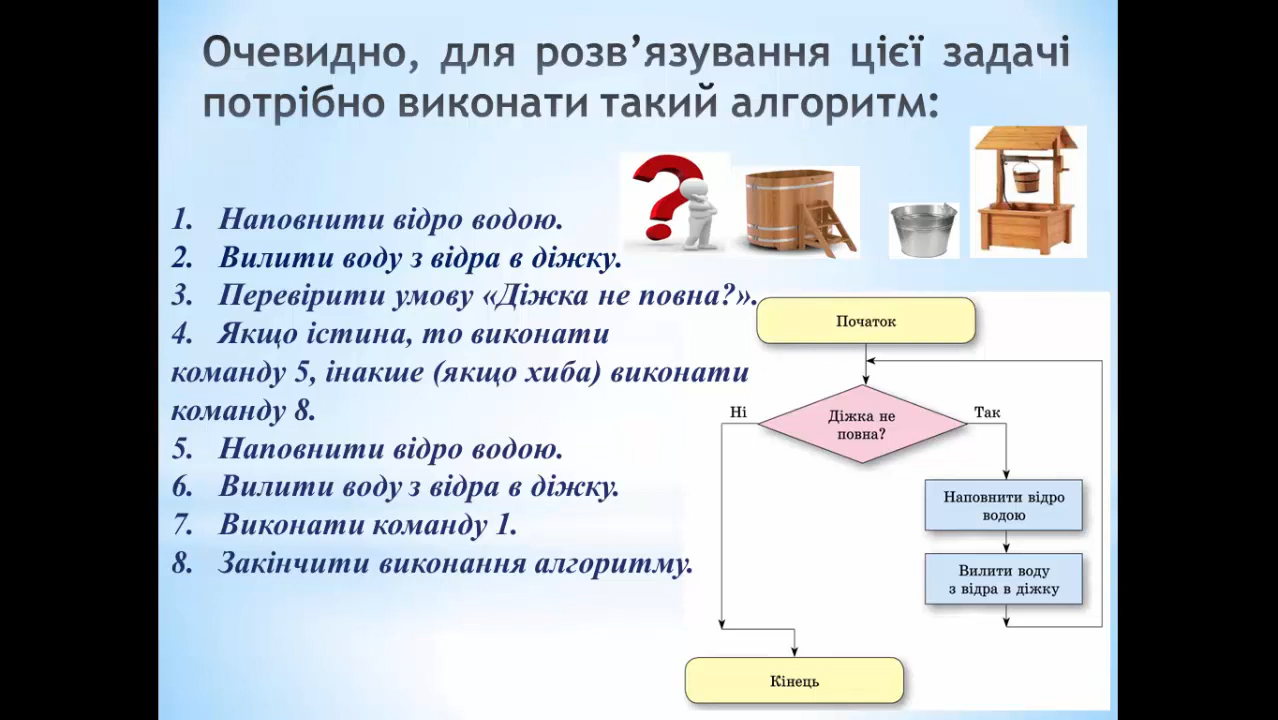 Очевидно, для розв’язування цієї задачі
потрібно виконати такий алгоритм:
1. Наповнити відро водою.
2. Вилити воду з відра в діжку.
3. Перевірити умову «Діжка не повна?».
4. Якщо істина, то виконати
команду 5, інакше (якщо хиба) виконати
команду 8.
5. Наповнити відро водою.
6. Вилити воду з відра в діжку.
7. Виконати команду 1.
8. Закінчити виконання алгоритму.
Початок
Ні
Діжка не
повна?
Так
Наповнити відро
водою
Вилити воду
з відра в діжку
Кінець